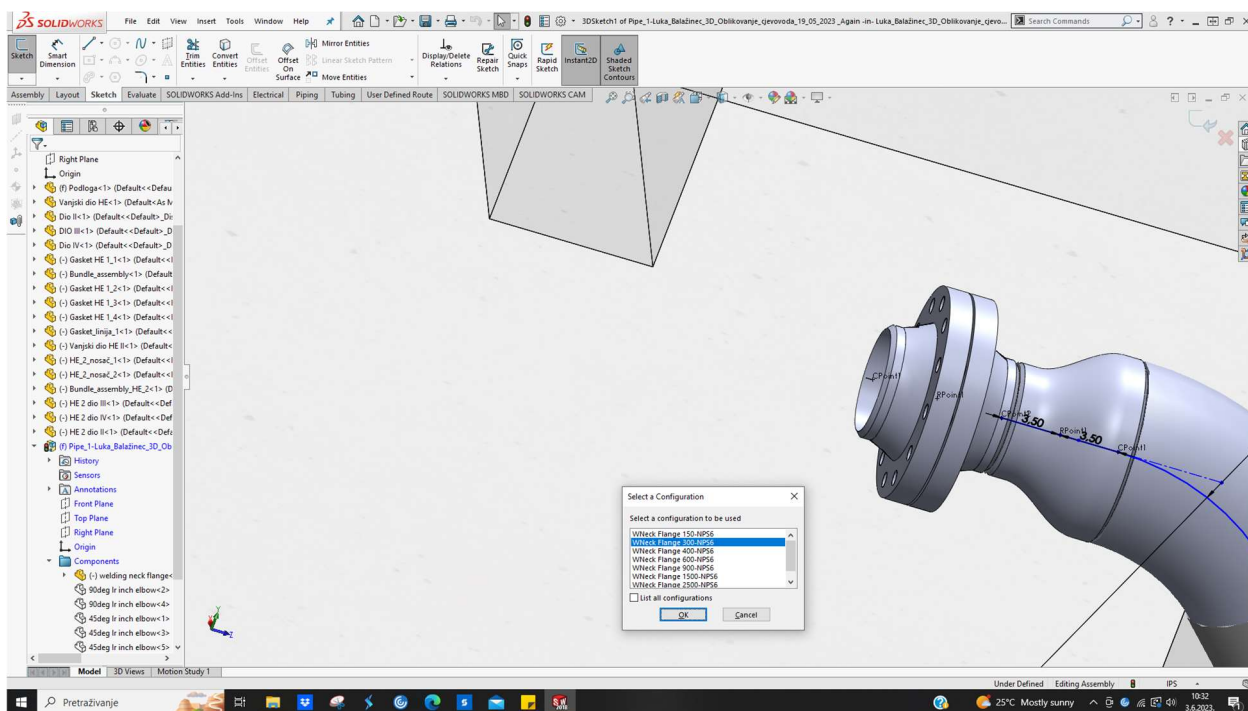 SOLIDWORKS File Edit View Insert Tools Window Help
3DSketch1 of Pipe_1-Luka_Balažinec_3D_Oblikovanje_cjevovoda_19_05_2023 _Again -in- Luka_Balažinec_3D_Oblikovanje_cjevo...
Search Commands
Sketch
Smart Dimension
Trim Entities
Convert Entities
Offset Entities
Offset On Surface
Mirror Entities
Linear Sketch Pattern
Move Entities
Display/Delete Relations
Repair Sketch
Quick Snaps
Rapid Sketch
Instant2D
Shaded Sketch Contours
Assembly Layout Sketch Evaluate SOLIDWORKS Add-Ins Electrical Piping Tubing User Defined Route SOLIDWORKS MBD SOLIDWORKS CAM
Right Plane
Origin
(f) Podloga<1> (Default<<Defau
Vanjski dio HE<1> (Default<As M
Dio II<1> (Default<<Default>_Di
DIO III<1> (Default<<Default>_D
Dio IV<1> (Default<<Default>_D
(-) Gasket HE 1_1<1> (Default<<
(-) Bundle_assembly<1> (Default
(-) Gasket HE 1_2<1> (Default<<
(-) Gasket HE 1_3<1> (Default<<
(-) Gasket HE 1_4<1> (Default<<
(-) Gasket_linija_1<1> (Default<<
(-) Vanjski dio HE II<1> (Default<
(-) HE_2_nosač_1<1> (Default<<
(-) HE_2_nosač_2<1> (Default<<
(-) Bundle_assembly_HE_2<1> (D
(-) HE 2 dio III<1> (Default<<Def
(-) HE 2 dio IV<1> (Default<<Def
(-) HE 2 dio II<1> (Default<<Defa
(f) Pipe_1-Luka_Balažinec_3D_Ob
History
Sensors
Annotations
Front Plane
Top Plane
Right Plane
Origin
Components
(-) welding neck flange<
90deg lr inch elbow<2>
90deg lr inch elbow<4>
45deg lr inch elbow<1>
45deg lr inch elbow<3>
45deg lr inch elbow<5>
CPoint1
RPoint1
CPoint2
3.50
RPoint1
3.50
CPoint1
Select a Configuration
Select a configuration to be used
WNeck Flange 150-NPS6
WNeck Flange 300-NPS6
WNeck Flange 400-NPS6
WNeck Flange 600-NPS6
WNeck Flange 900-NPS6
WNeck Flange 1500-NPS6
WNeck Flange 2500-NPS6
List all configurations
OK Cancel
Y
Z
Model 3D Views Motion Study 1
Under Defined Editing Assembly IPS
Pretraživanje
25°C Mostly sunny
10:32
3.6.2023.